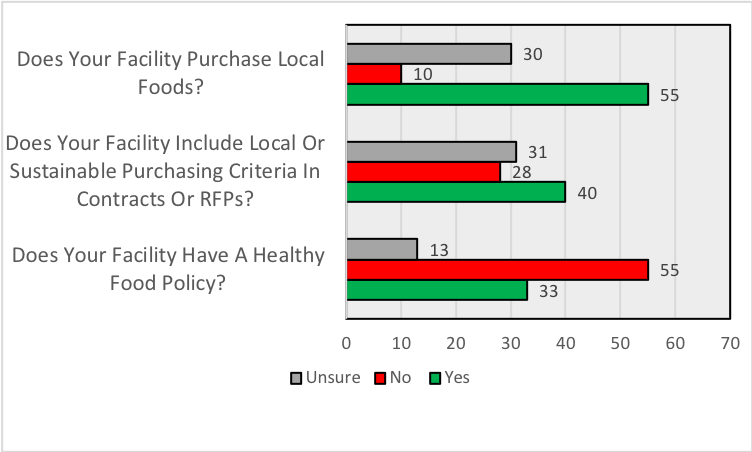 Does Your Facility Purchase Local
Foods?
30
10
55
Does Your Facility Include Local Or
Sustainable Purchasing Criteria In
Contracts Or RFPs?
31
28
40
Does Your Facility Have A Healthy
Food Policy?
13
55
33
0 10 20 30 40 50 60 70
Unsure No Yes